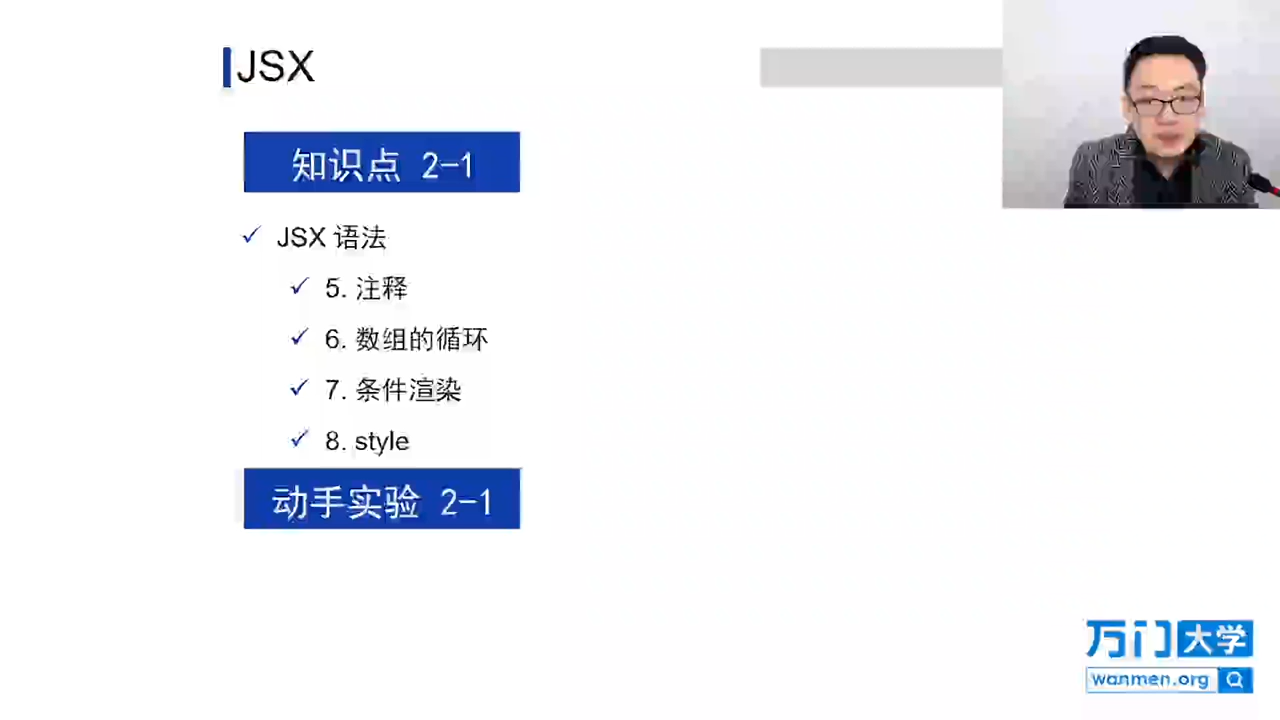 JSX
知识点 2-1
JSX 语法
5. 注释
6. 数组的循环
7. 条件渲染
8. style
动手实验 2-1
万门大学
wanmen.org